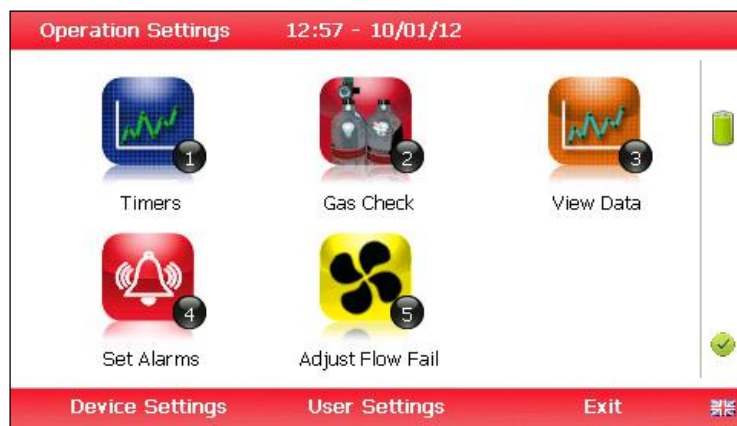 Operation Settings 12:57 - 10/01/12
1 2 3
Timers Gas Check View Data
4 5
Set Alarms Adjust Flow Fail
Device Settings User Settings Exit